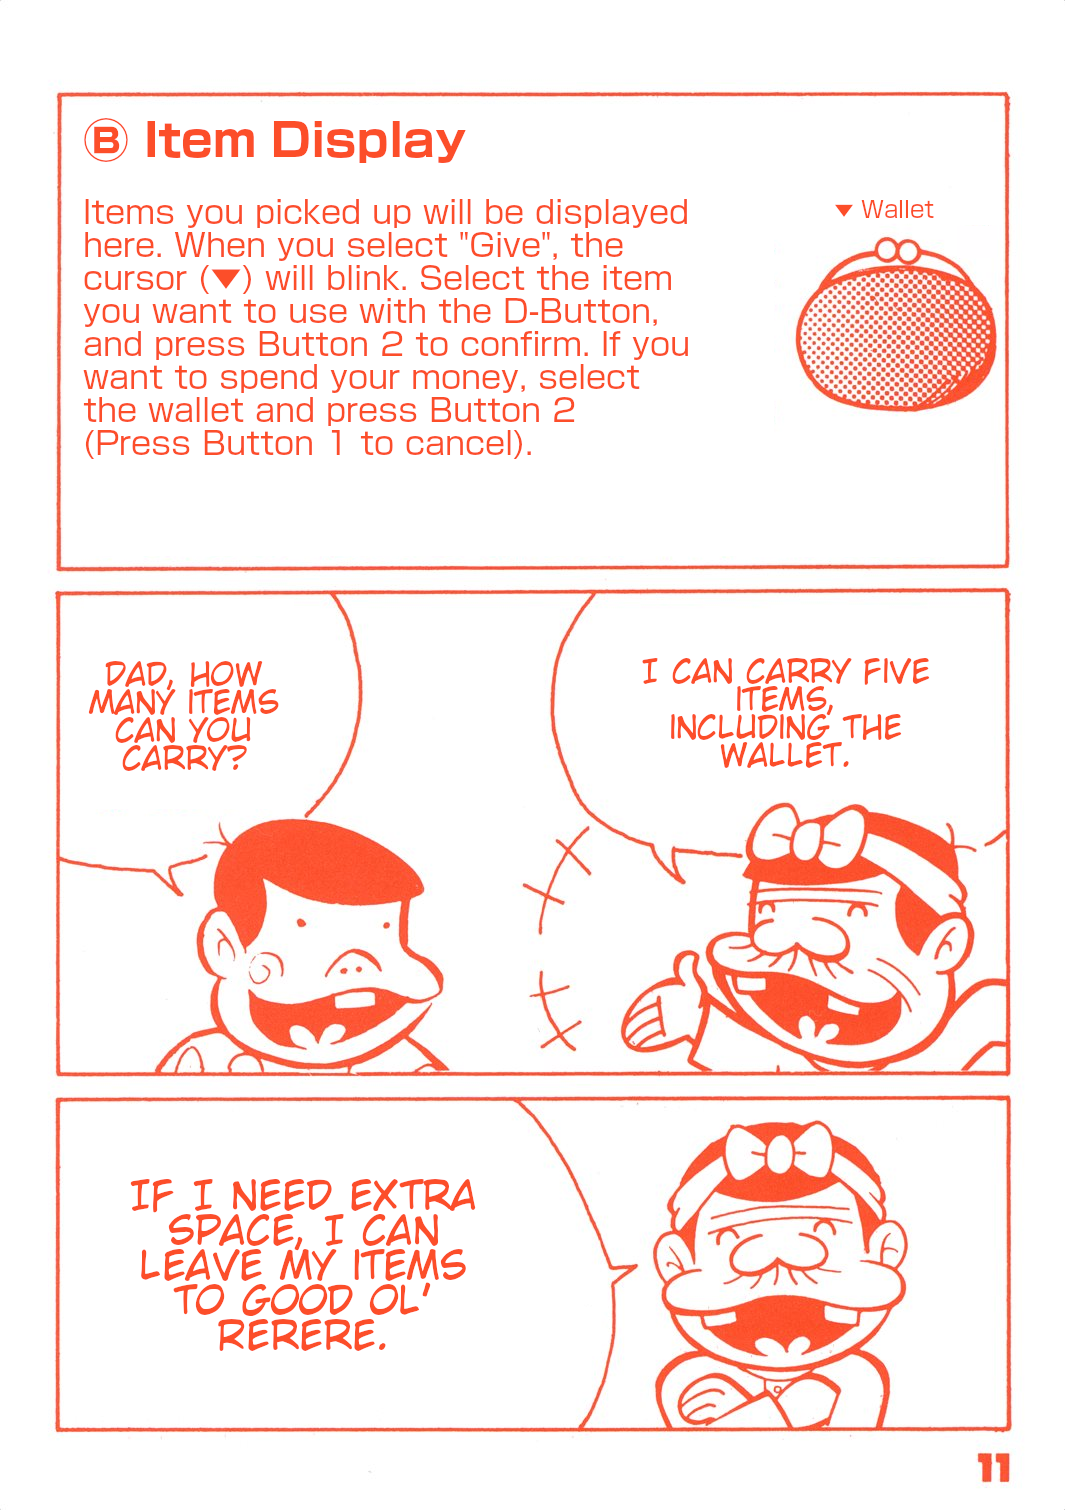 Ⓑ Item Display
Items you picked up will be displayed
here. When you select "Give", the
cursor (▼) will blink. Select the item
you want to use with the D-Button,
and press Button 2 to confirm. If you
want to spend your money, select
the wallet and press Button 2
(Press Button 1 to cancel).
▼ Wallet
DAD, HOW
MANY ITEMS
CAN YOU
CARRY?
I CAN CARRY FIVE
ITEMS,
INCLUDING THE
WALLET.
IF I NEED EXTRA
SPACE, I CAN
LEAVE MY ITEMS
TO GOOD OL'
RERERE.
11